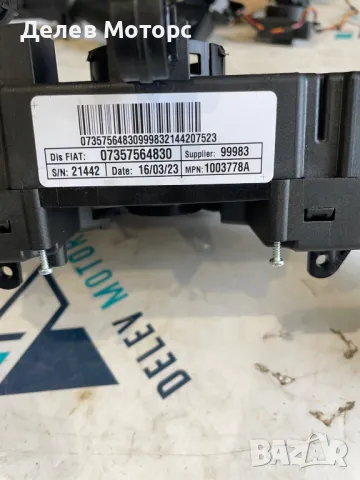 Делев Моторс
07357564830999832144207523
Dis FIAT: 07357564830 Supplier: 99983
S/N: 21442 Date: 16/03/23 MPN: 1003778A
DELEV MOTOR
BAZAR